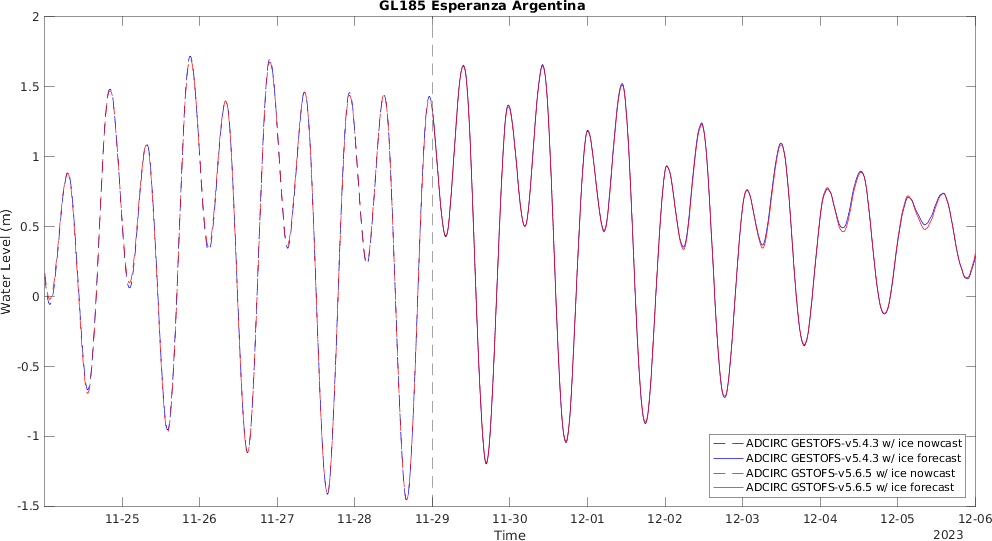 GL185 Esperanza Argentina
2
1.5
1
0.5
0
-0.5
-1
-1.5
Water Level (m)
ADCIRC GESTOFS-v5.4.3 w/ ice nowcast
ADCIRC GESTOFS-v5.4.3 w/ ice forecast
ADCIRC GSTOFS-v5.6.5 w/ ice nowcast
ADCIRC GSTOFS-v5.6.5 w/ ice forecast
11-25 11-26 11-27 11-28 11-29 11-30 12-01 12-02 12-03 12-04 12-05 12-06
Time
2023